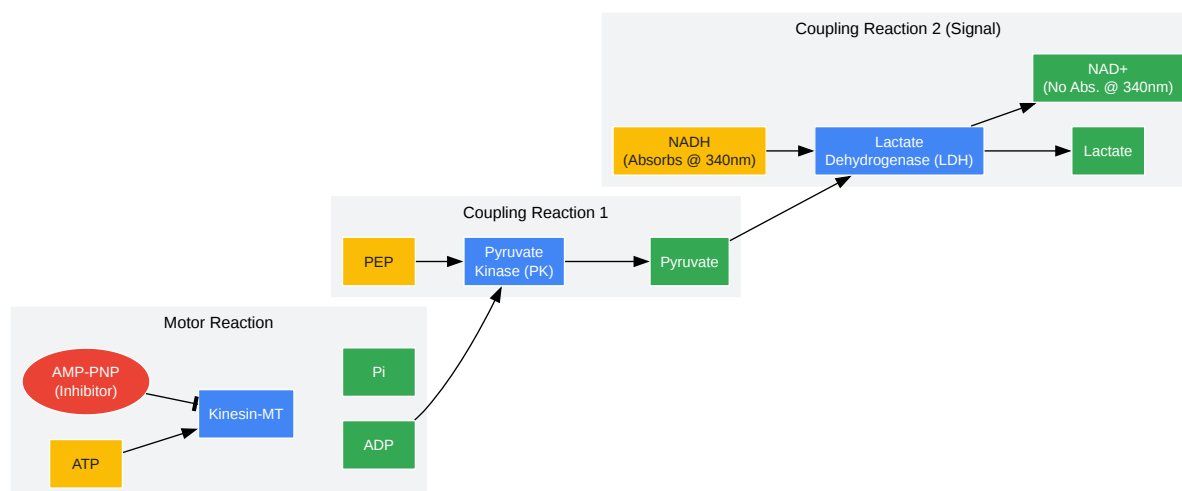 Coupling Reaction 2 (Signal)
NAD+
(No Abs. @ 340nm)
NADH
(Absorbs @ 340nm)
Lactate
Dehydrogenase (LDH)
Lactate
Coupling Reaction 1
PEP
Pyruvate
Kinase (PK)
Pyruvate
Motor Reaction
AMP-PNP
(Inhibitor)
Pi
Kinesin-MT
ADP
ATP